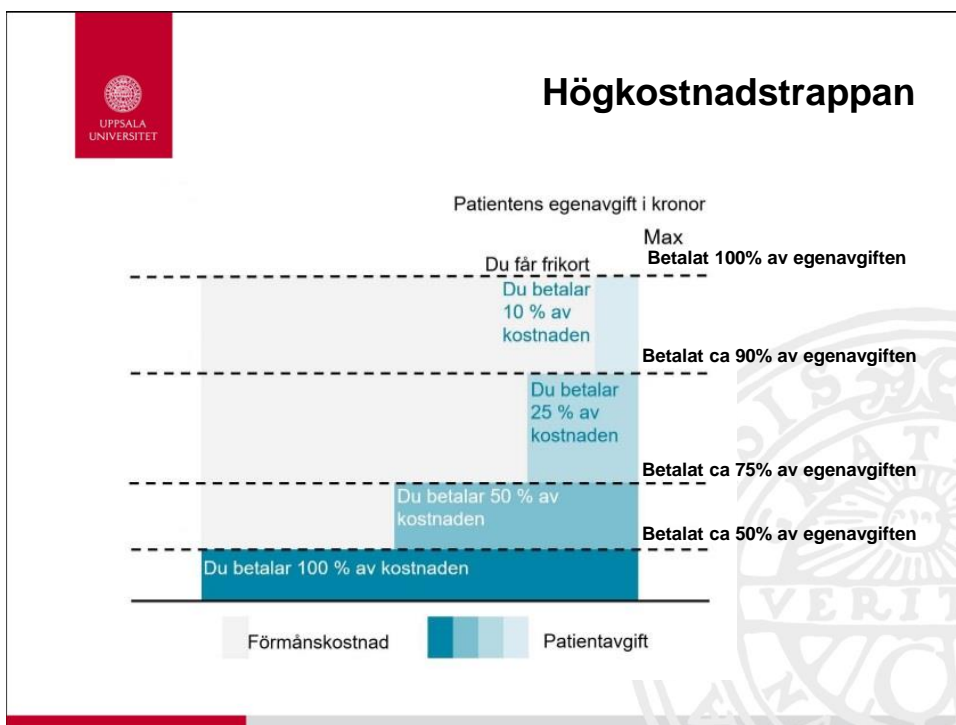 UPPSALA
UNIVERSITET
Högkostnadstrappan
Patientens egenavgift i kronor
Max
Du får frikort
Betalat 100% av egenavgiften
Du betalar
10 % av
kostnaden
Betalat ca 90% av egenavgiften
Du betalar
25 % av
kostnaden
Betalat ca 75% av egenavgiften
Du betalar 50 % av
kostnaden
Betalat ca 50% av egenavgiften
Du betalar 100 % av kostnaden
Förmånskostnad
Patientavgift